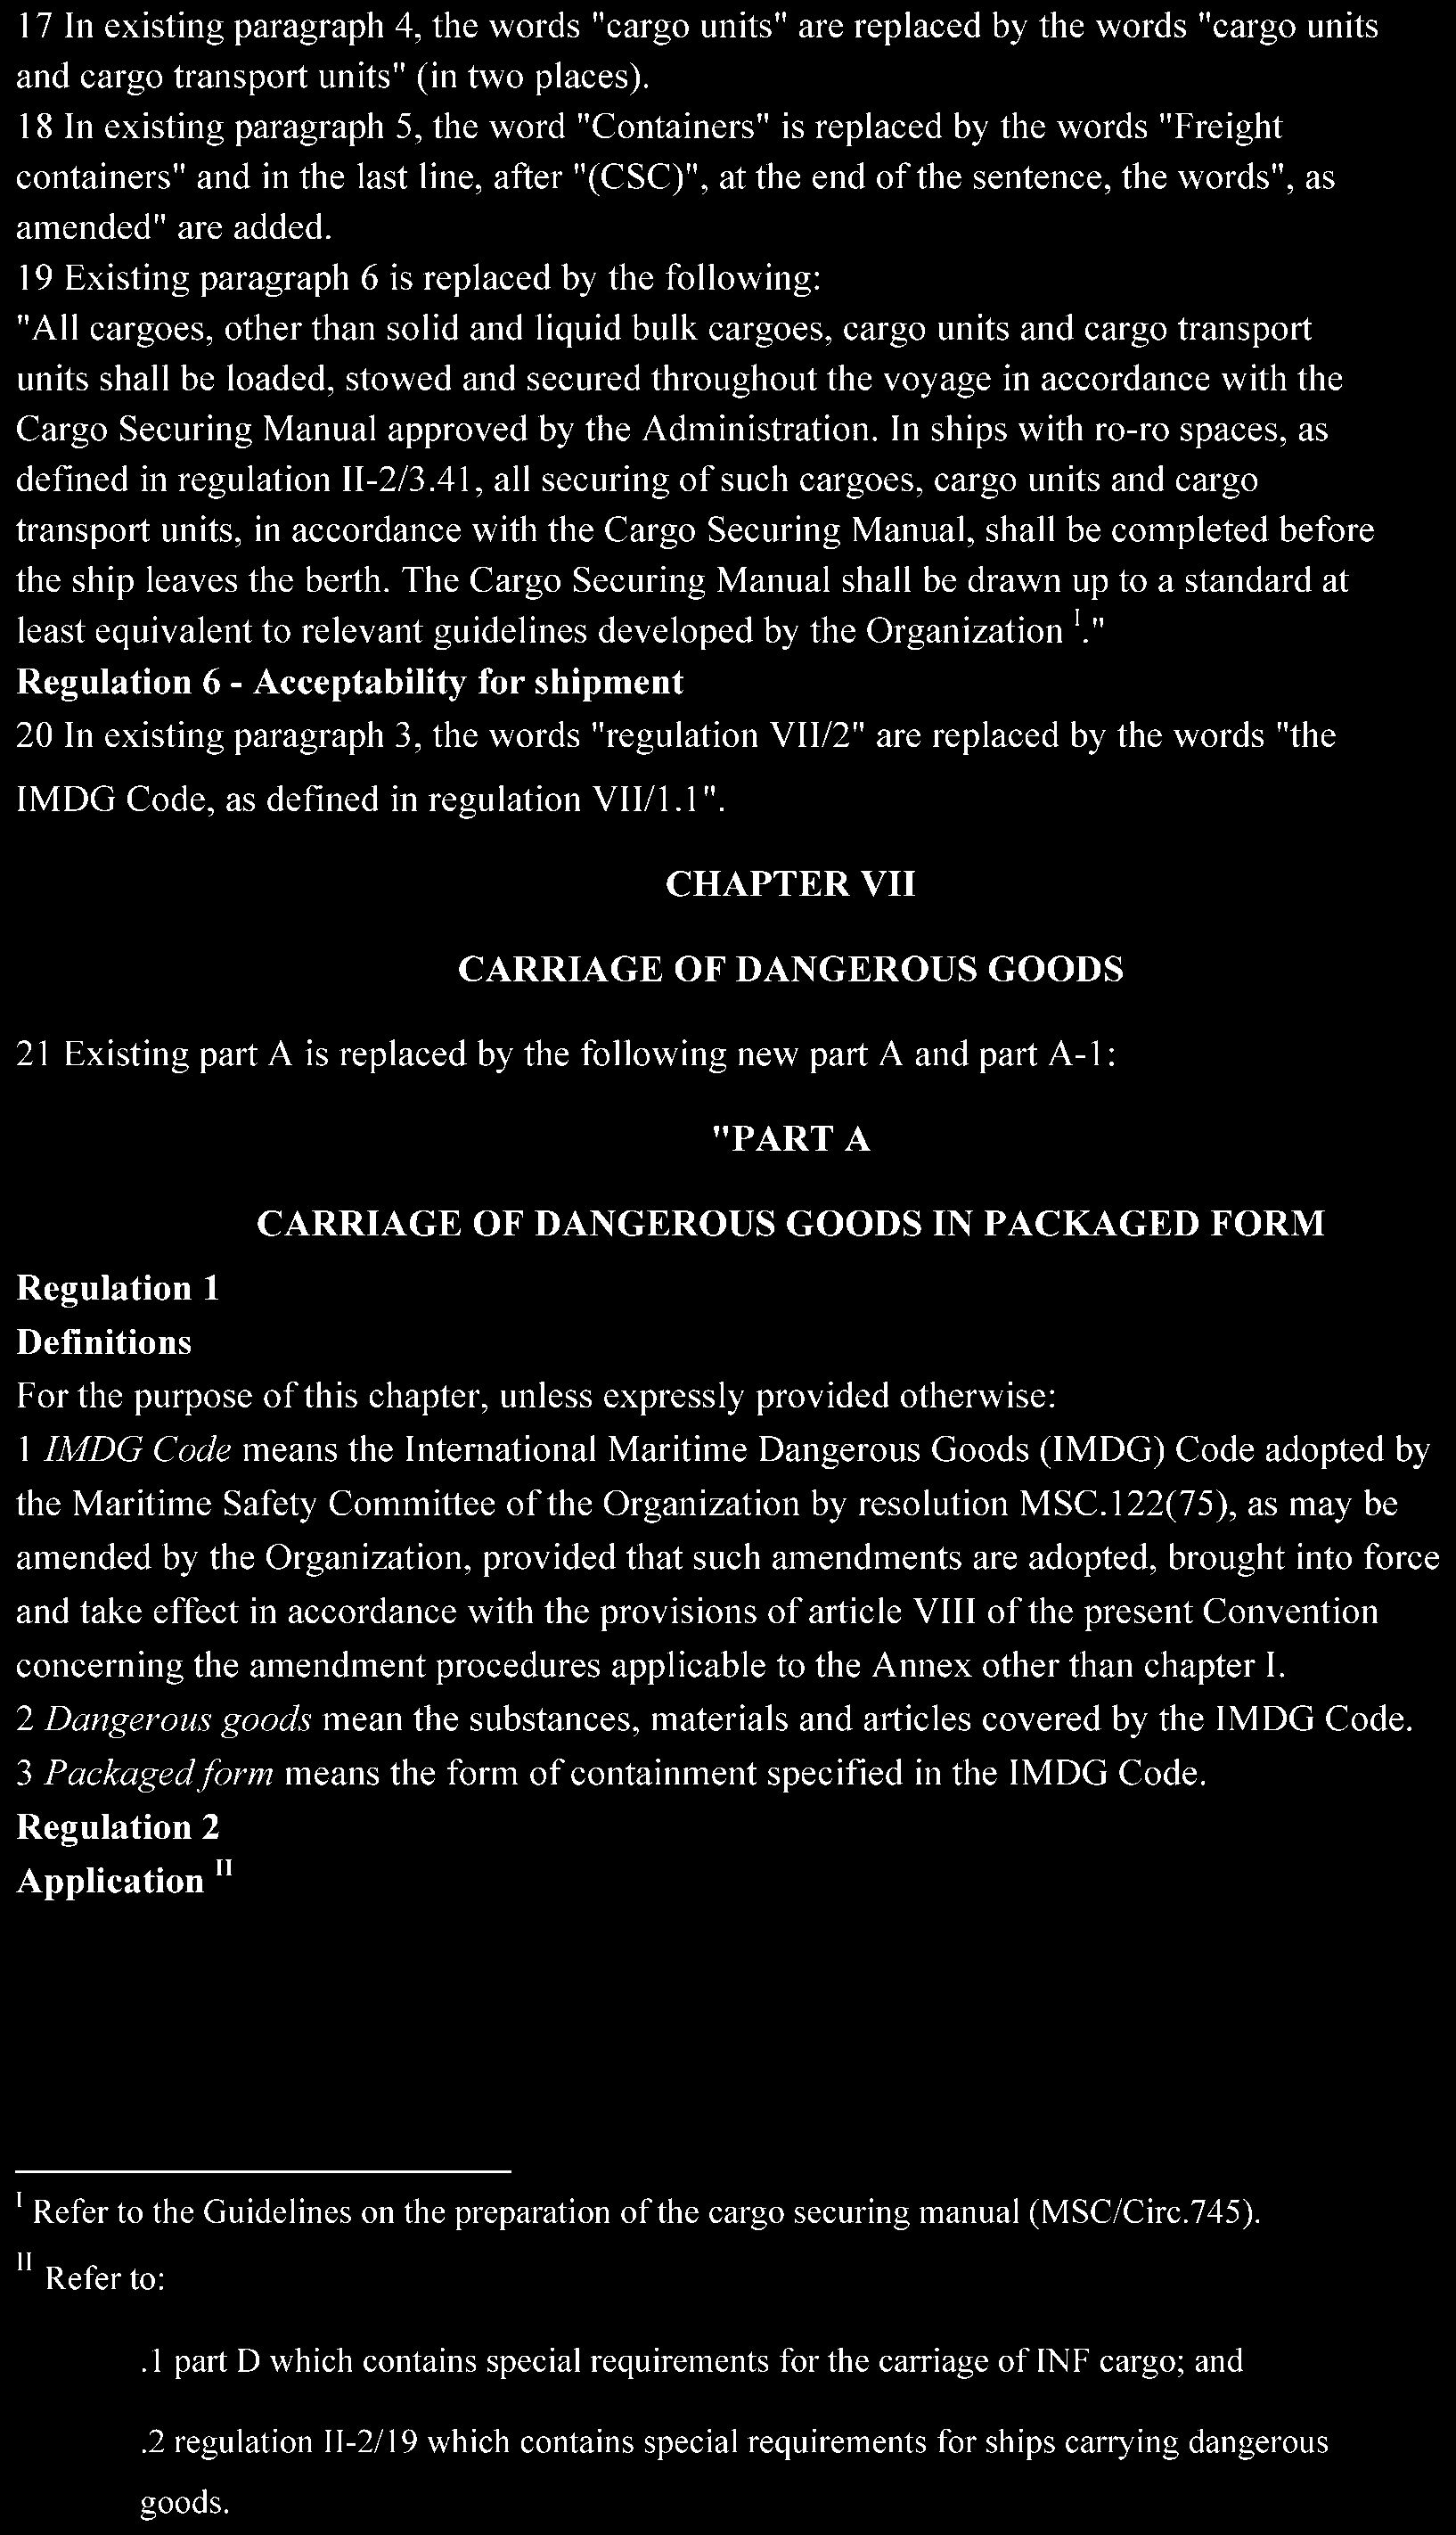 17 In existing paragraph 4, the words "cargo units" are replaced by the words "cargo units
and cargo transport units" (in two places).
18 In existing paragraph 5, the word "Containers" is replaced by the words "Freight
containers" and in the last line, after "(CSC)", at the end of the sentence, the words", as
amended" are added.
19 Existing paragraph 6 is replaced by the following:
"All cargoes, other than solid and liquid bulk cargoes, cargo units and cargo transport
units shall be loaded, stowed and secured throughout the voyage in accordance with the
Cargo Securing Manual approved by the Administration. In ships with ro-ro spaces, as
defined in regulation II-2/3.41, all securing of such cargoes, cargo units and cargo
transport units, in accordance with the Cargo Securing Manual, shall be completed before
the ship leaves the berth. The Cargo Securing Manual shall be drawn up to a standard at
least equivalent to relevant guidelines developed by the Organization I."
Regulation 6 - Acceptability for shipment
20 In existing paragraph 3, the words "regulation VII/2" are replaced by the words "the
IMDG Code, as defined in regulation VII/1.1".
CHAPTER VII
CARRIAGE OF DANGEROUS GOODS
21 Existing part A is replaced by the following new part A and part A-1:
"PART A
CARRIAGE OF DANGEROUS GOODS IN PACKAGED FORM
Regulation 1
Definitions
For the purpose of this chapter, unless expressly provided otherwise:
1 IMDG Code means the International Maritime Dangerous Goods (IMDG) Code adopted by
the Maritime Safety Committee of the Organization by resolution MSC.122(75), as may be
amended by the Organization, provided that such amendments are adopted, brought into force
and take effect in accordance with the provisions of article VIII of the present Convention
concerning the amendment procedures applicable to the Annex other than chapter I.
2 Dangerous goods mean the substances, materials and articles covered by the IMDG Code.
3 Packaged form means the form of containment specified in the IMDG Code.
Regulation 2
Application II
I Refer to the Guidelines on the preparation of the cargo securing manual (MSC/Circ.745).
II Refer to:
.1 part D which contains special requirements for the carriage of INF cargo; and
.2 regulation II-2/19 which contains special requirements for ships carrying dangerous
goods.